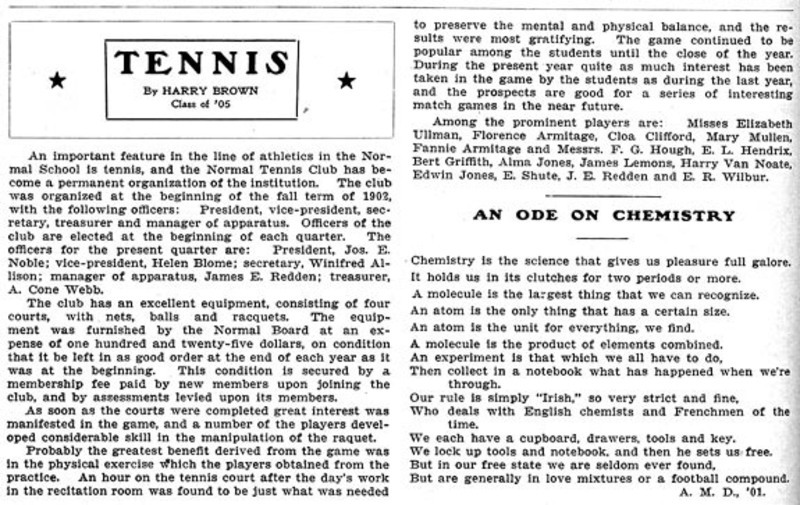 TENNIS
By HARRY BROWN
Class of '05
An important feature in the line of athletics in the Nor-
mal School is tennis, and the Normal Tennis Club has be-
come a permanent organization of the institution. The club
was organized at the beginning of the fall term of 1902,
with the following officers: President, vice-president, sec-
retary, treasurer and manager of apparatus. Officers of the
club are elected at the beginning of each quarter. The
officers for the present quarter are: President, Jos. E.
Noble; vice-president, Helen Blome; secretary, Winifred Al-
lison; manager of apparatus, James E. Redden; treasurer,
A. Cone Webb.
The club has an excellent equipment, consisting of four
courts, with nets, balls and racquets. The equip-
ment was furnished by the Normal Board at an ex-
pense of one hundred and twenty-five dollars, on condition
that it be left in as good order at the end of each year as it
was at the beginning. This condition is secured by a
membership fee paid by new members upon joining the
club, and by assessments levied upon its members.
As soon as the courts were completed great interest was
manifested in the game, and a number of the players devel-
oped considerable skill in the manipulation of the raquet.
Probably the greatest benefit derived from the game was
in the physical exercise which the players obtained from the
practice. An hour on the tennis court after the day's work
in the recitation room was found to be just what was needed
to preserve the mental and physical balance, and the re-
sults were most gratifying. The game continued to be
popular among the students until the close of the year.
During the present year quite as much interest has been
taken in the game by the students as during the last year,
and the prospects are good for a series of interesting
match games in the near future.
Among the prominent players are: Misses Elizabeth
Ullman, Florence Armitage, Cloa Clifford, Mary Mullen,
Fannie Armitage and Messrs. F. G. Hough, E. L. Hendrix,
Bert Griffith, Alma Jones, James Lemons, Harry Van Noate,
Edwin Jones, E. Shute, J. E. Redden and E. R. Wilbur.
AN ODE ON CHEMISTRY
Chemistry is the science that gives us pleasure full galore.
It holds us in its clutches for two periods or more.
A molecule is the largest thing that we can recognize.
An atom is the only thing that has a certain size.
An atom is the unit for everything, we find.
A molecule is the product of elements combined.
An experiment is that which we all have to do,
Then collect in a notebook what has happened when we're
through.
Our rule is simply "Irish," so very strict and fine,
Who deals with English chemists and Frenchmen of the
time.
We each have a cupboard, drawers, tools and key.
We lock up tools and notebook, and then he sets us free.
But in our free state we are seldom ever found,
But are generally in love mixtures or a football compound.
A. M. D., '01.